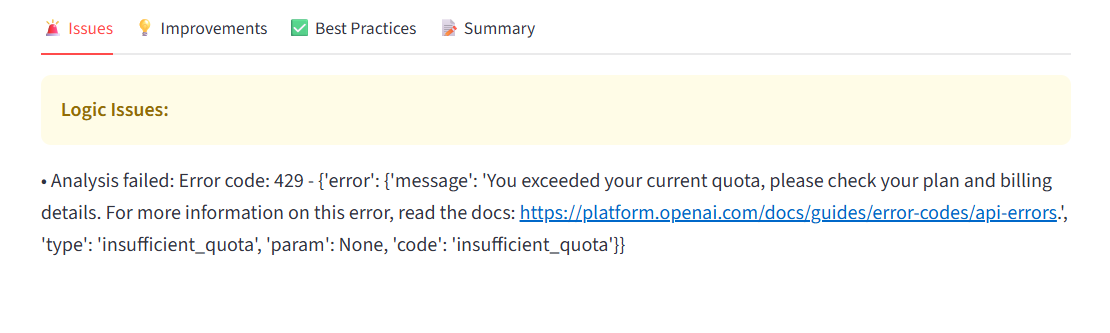 🚨 Issues 💡 Improvements ✅ Best Practices 📝 Summary
Logic Issues:
• Analysis failed: Error code: 429 - {'error': {'message': 'You exceeded your current quota, please check your plan and billing
details. For more information on this error, read the docs: https://platform.openai.com/docs/guides/error-codes/api-errors.',
'type': 'insufficient_quota', 'param': None, 'code': 'insufficient_quota'}}